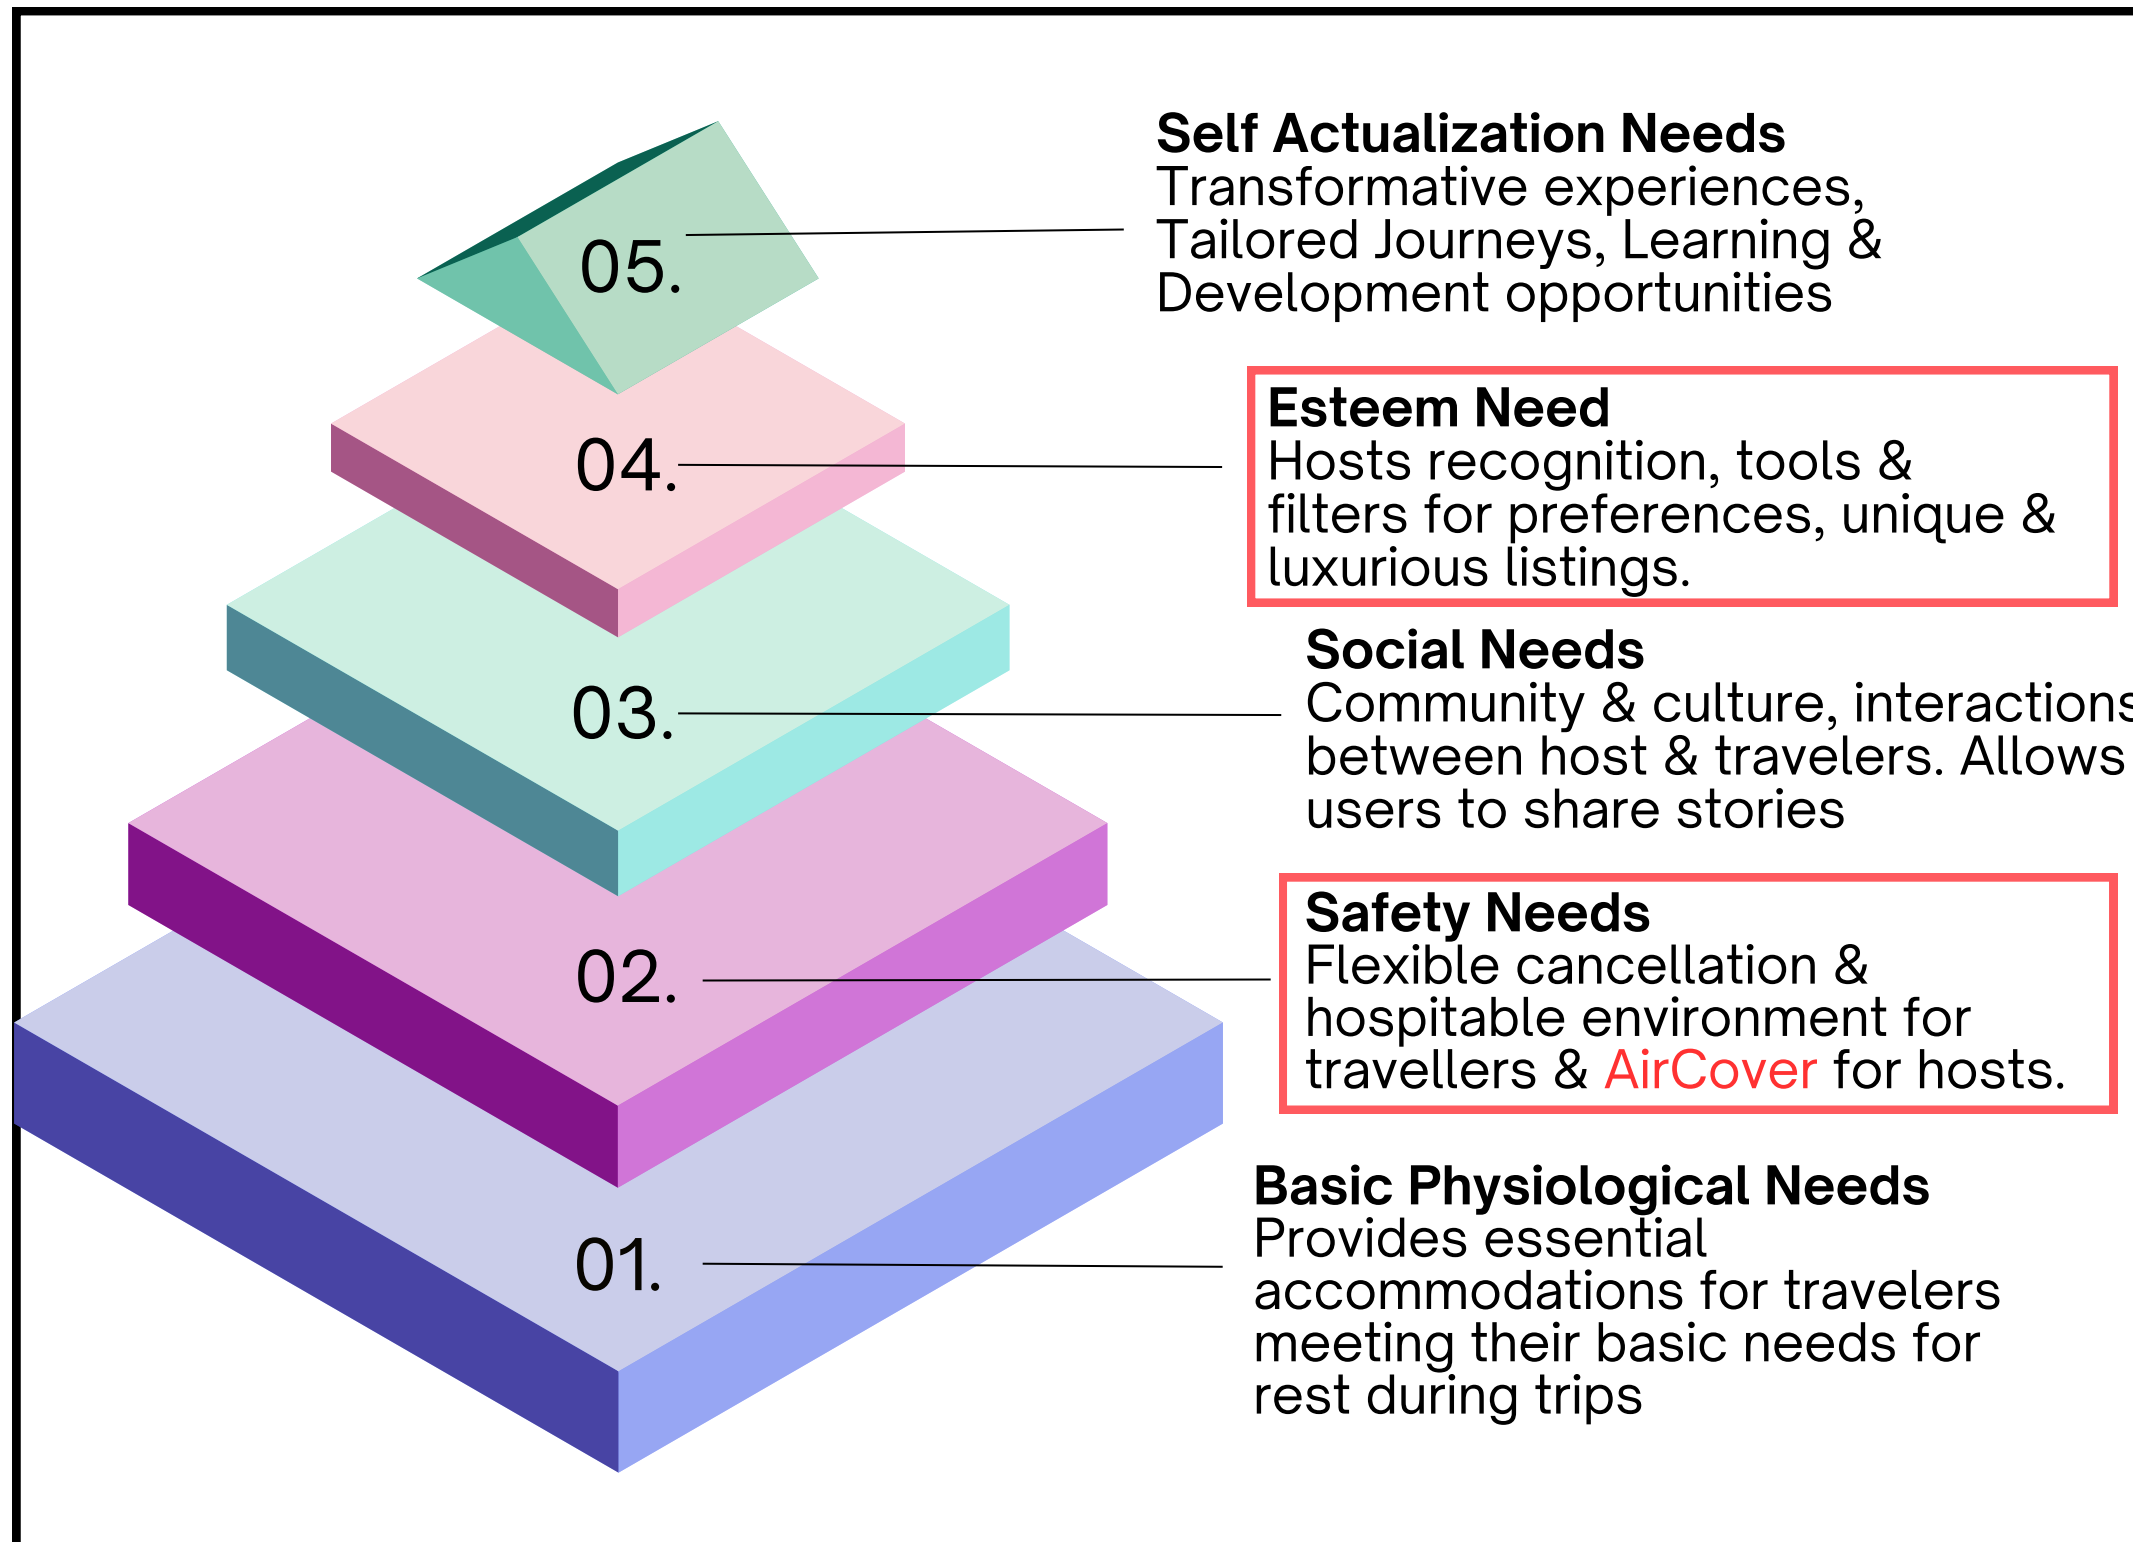 05.
Self Actualization Needs
Transformative experiences,
Tailored Journeys, Learning &
Development opportunities
04.
Esteem Need
Hosts recognition, tools &
filters for preferences, unique &
luxurious listings.
03.
Social Needs
Community & culture, interactions
between host & travelers. Allows
users to share stories
02.
Safety Needs
Flexible cancellation &
hospitable environment for
travellers & AirCover for hosts.
01.
Basic Physiological Needs
Provides essential
accommodations for travelers
meeting their basic needs for
rest during trips